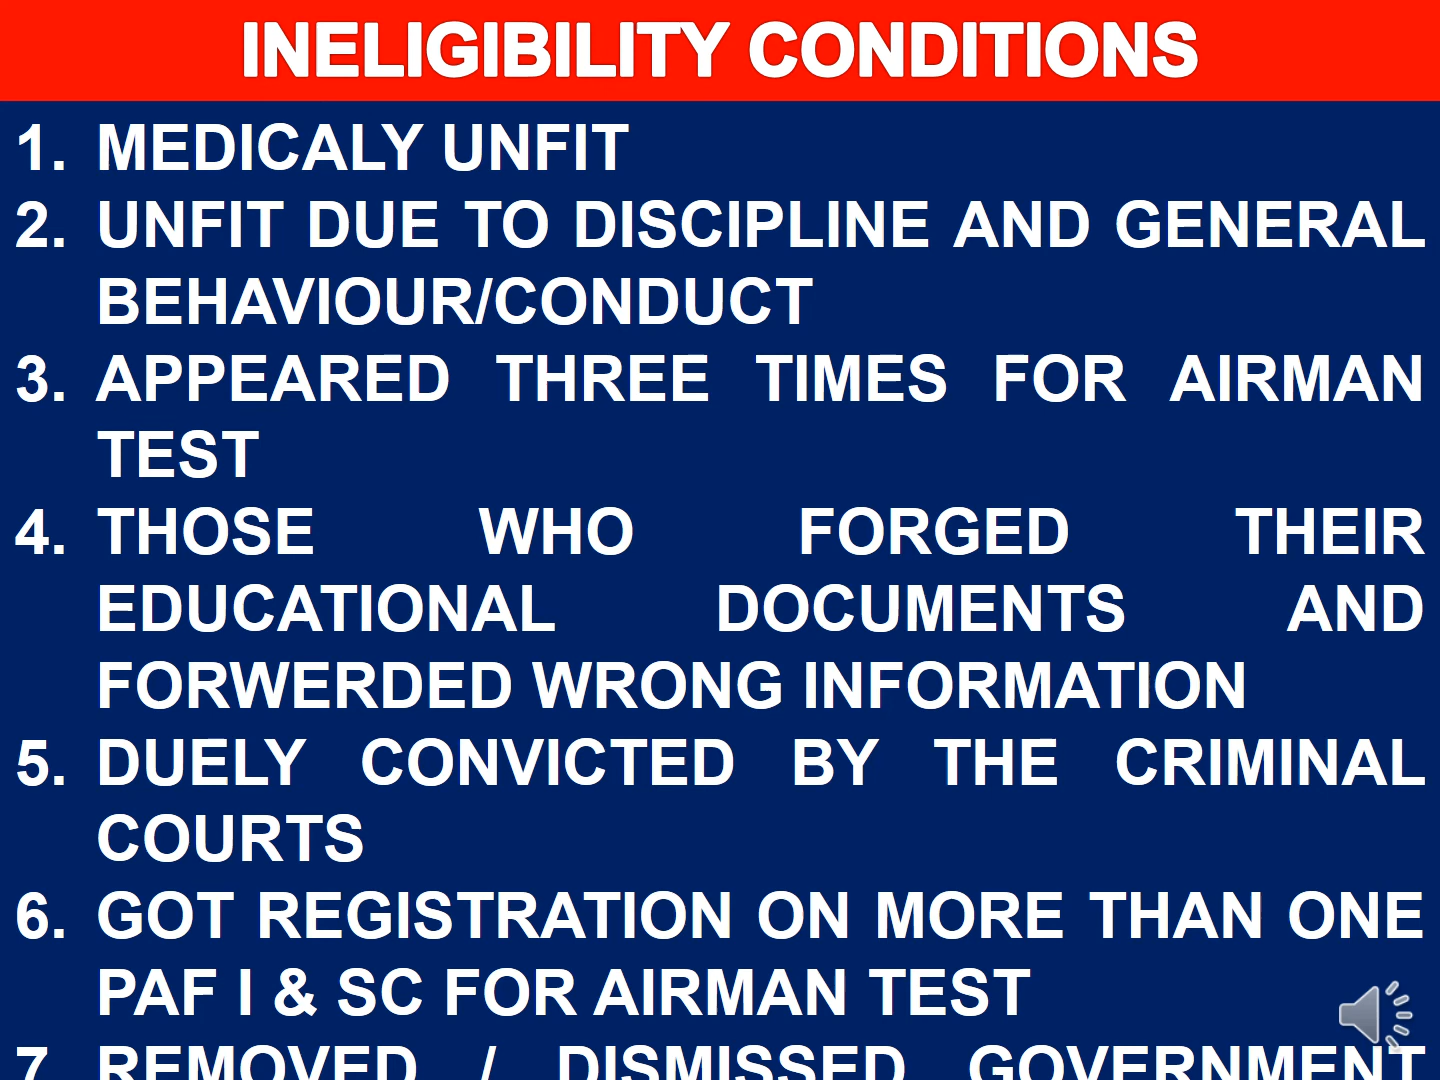 INELIGIBILITY CONDITIONS
1. MEDICALY UNFIT
2. UNFIT DUE TO DISCIPLINE AND GENERAL
BEHAVIOUR/CONDUCT
3. APPEARED THREE TIMES FOR AIRMAN
TEST
4. THOSE WHO FORGED THEIR
EDUCATIONAL DOCUMENTS AND
FORWERDED WRONG INFORMATION
5. DUELY CONVICTED BY THE CRIMINAL
COURTS
6. GOT REGISTRATION ON MORE THAN ONE
PAF I & SC FOR AIRMAN TEST
7. REMOVED / DISMISSED GOVERNMENT